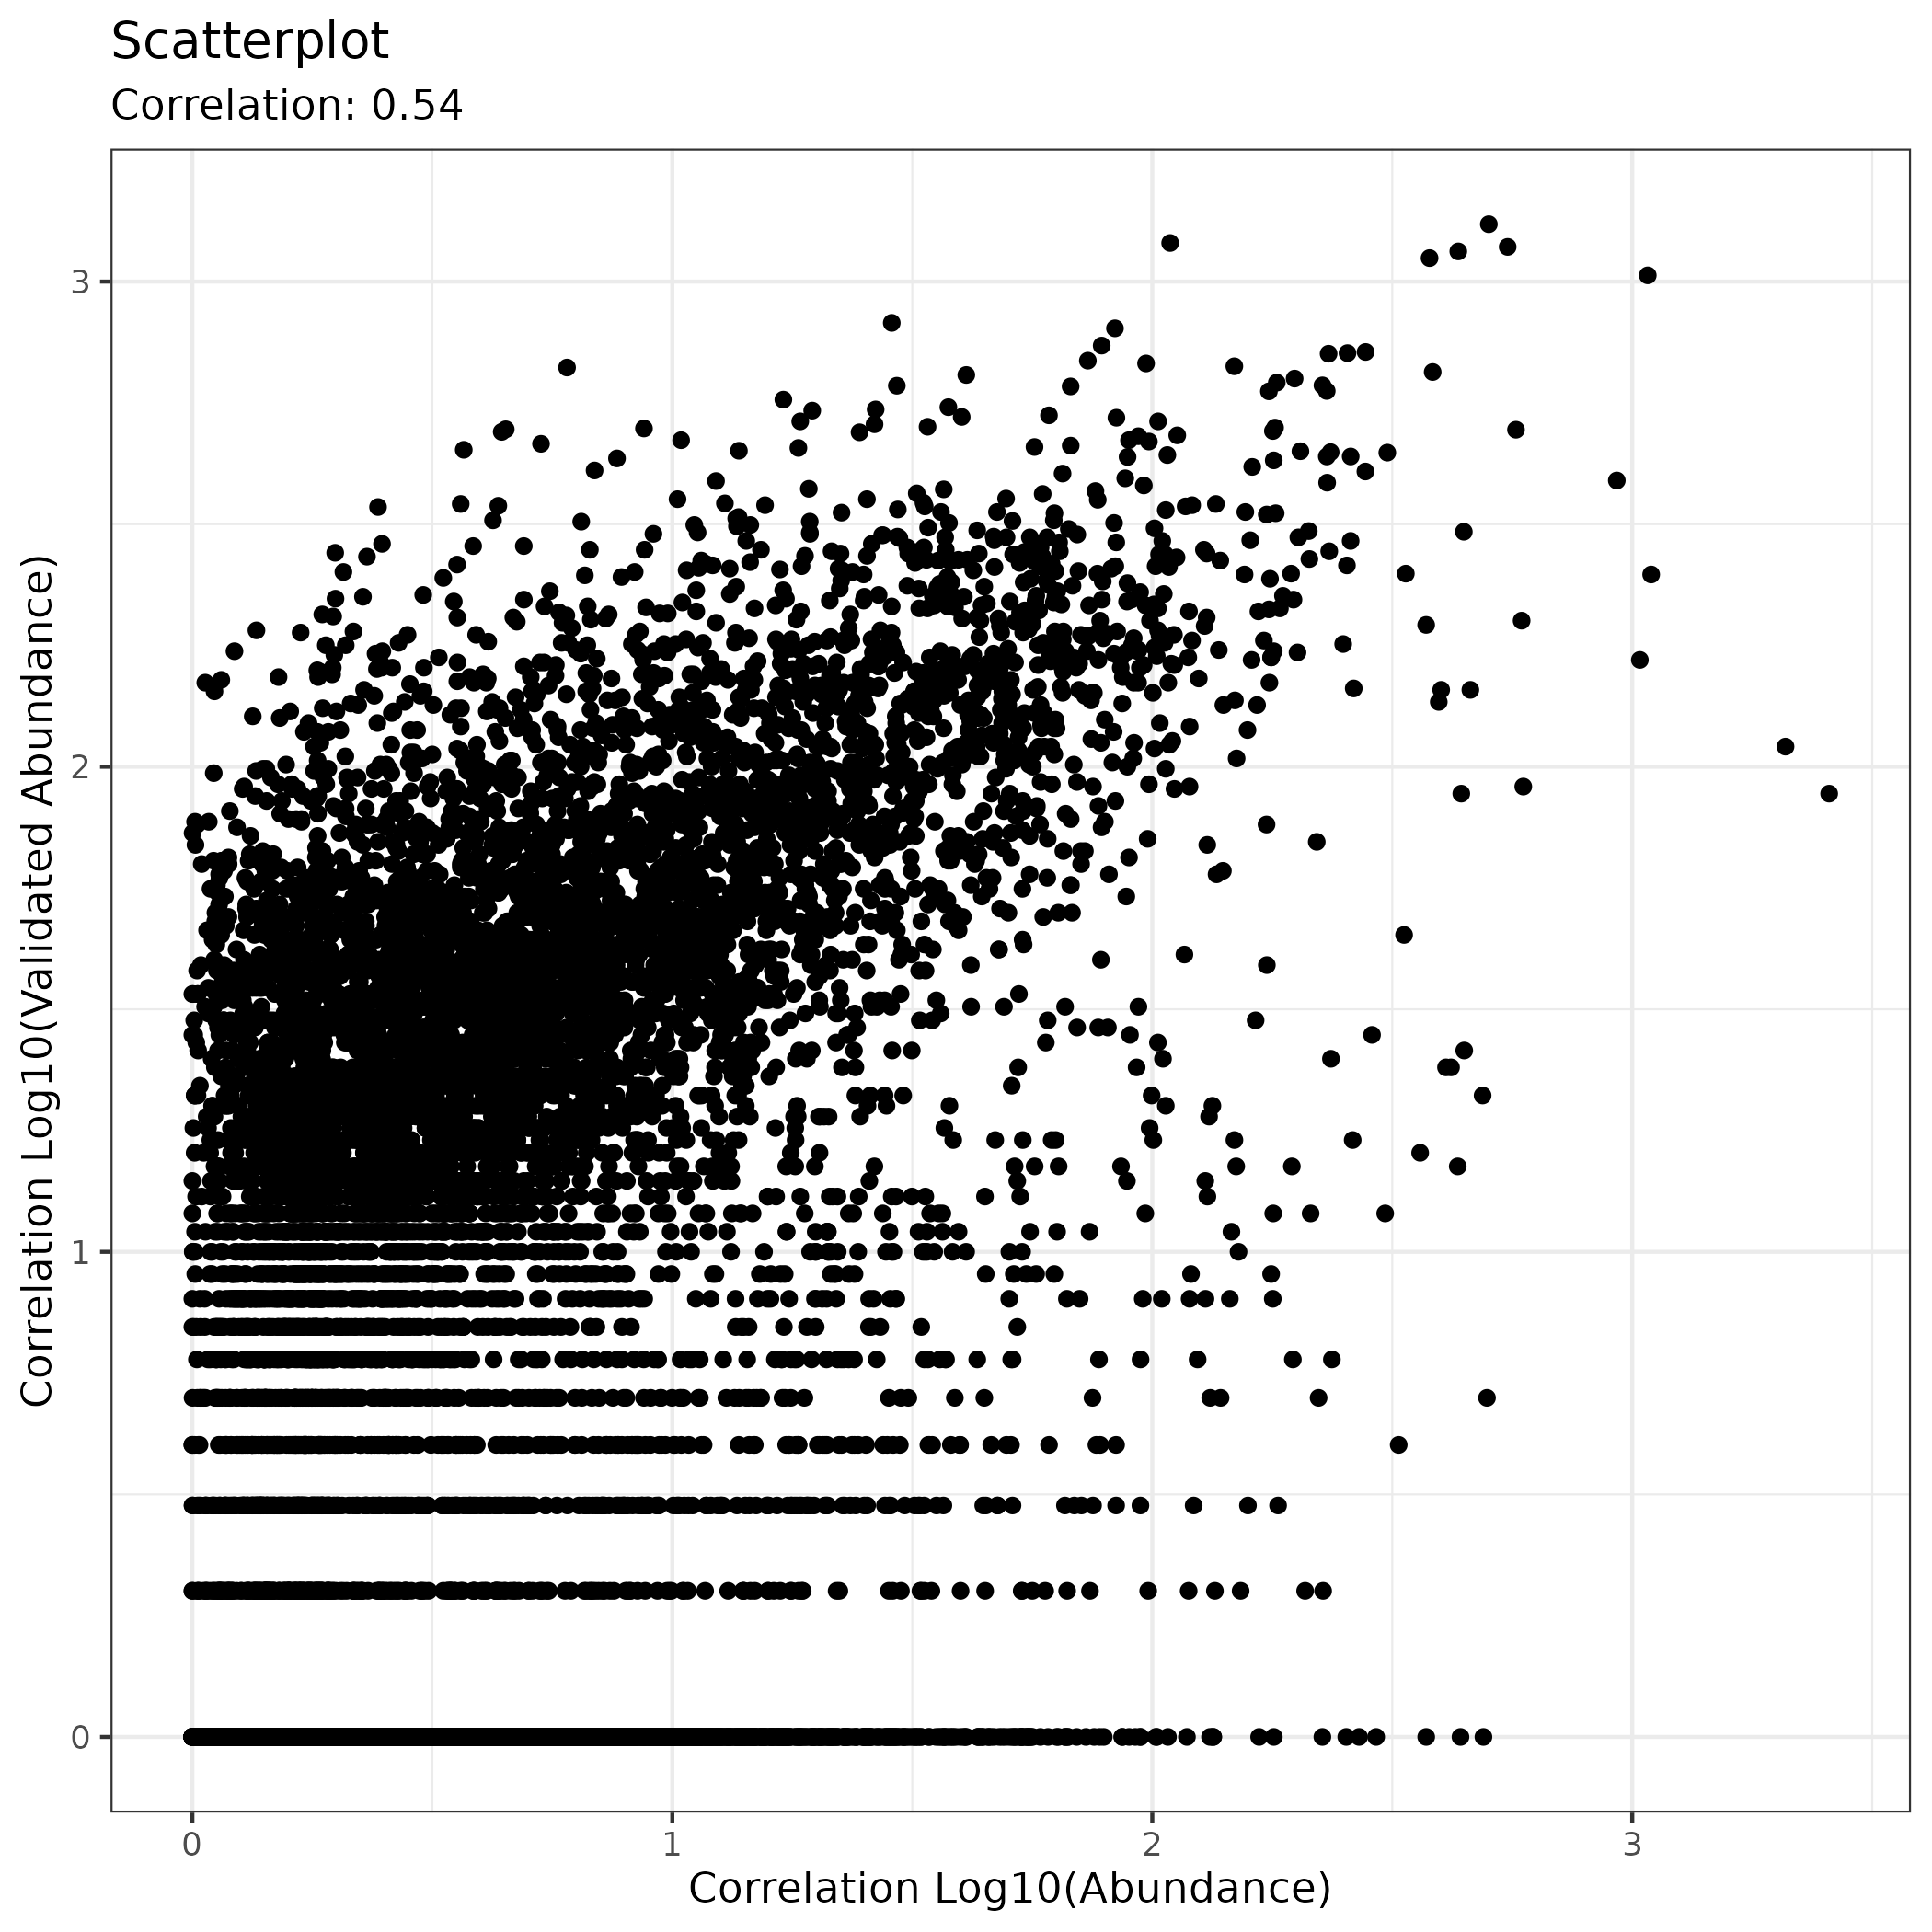 Scatterplot
Correlation: 0.54
Correlation Log10(Validated Abundance)
3
2
1
0
0 1 2 3
Correlation Log10(Abundance)